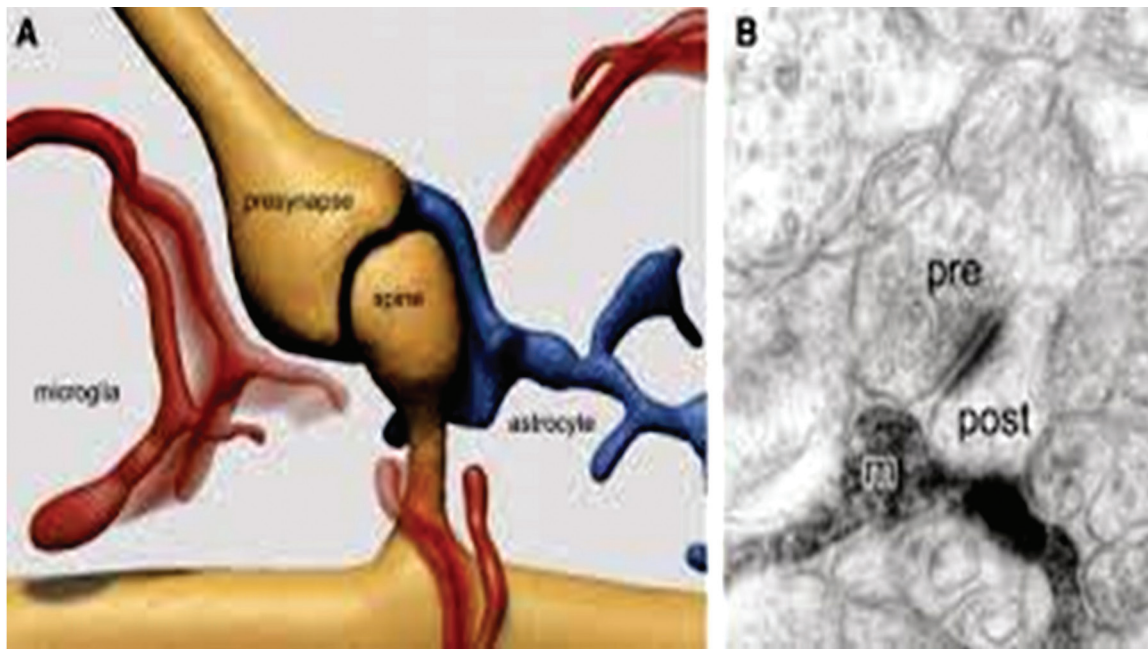 A
presynapse
spine
microglia
astrocyte
B
pre
post
m